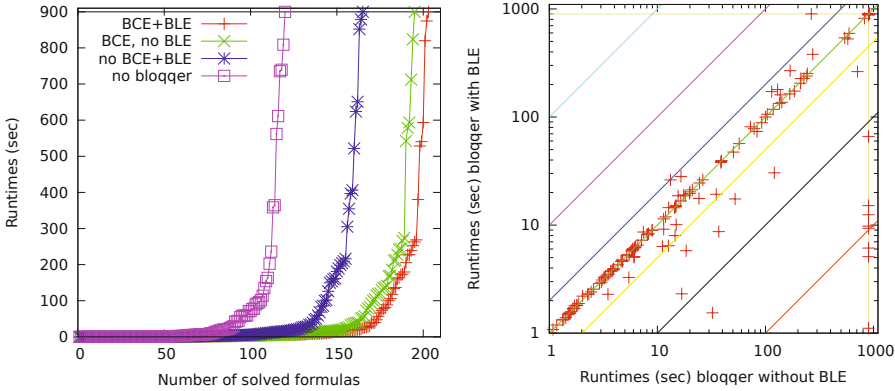 900
800
700
600
500
400
300
200
100
0
Runtimes (sec)
BCE+BLE
BCE, no BLE
no BCE+BLE
no bloqqer
0 50 100 150 200
Number of solved formulas
1000
100
10
1
Runtimes (sec) bloqqer with BLE
1 10 100 1000
Runtimes (sec) bloqqer without BLE